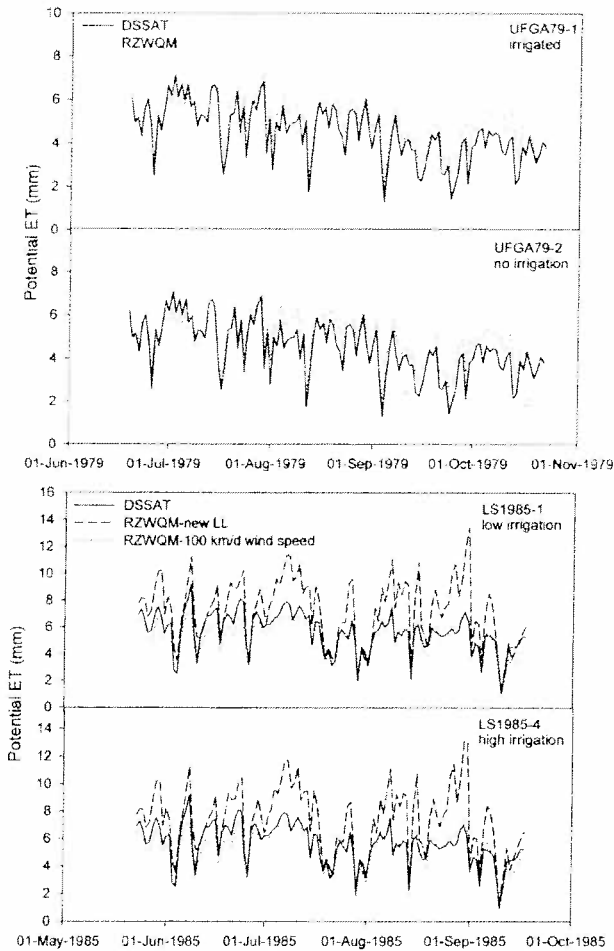 10
DSSAT
RZWQM
UFGA79-1
irrigated
8
6
4
2
0
Potential ET (mm)
UFGA79-2
no irrigation
6
4
2
0
01-Jun-1979 01-Jul-1979 01-Aug-1979 01-Sep-1979 01-Oct-1979 01-Nov-1979
16
DSSAT
RZWQM-new LL
RZWQM-100 km/d wind speed
LS1985-1
low irrigation
14
12
10
8
6
4
2
0
Potential ET (mm)
LS1985-4
high irrigation
14
12
10
8
6
4
2
0
01-May-1985 01-Jun-1985 01-Jul-1985 01-Aug-1985 01-Sep-1985 01-Oct-1985